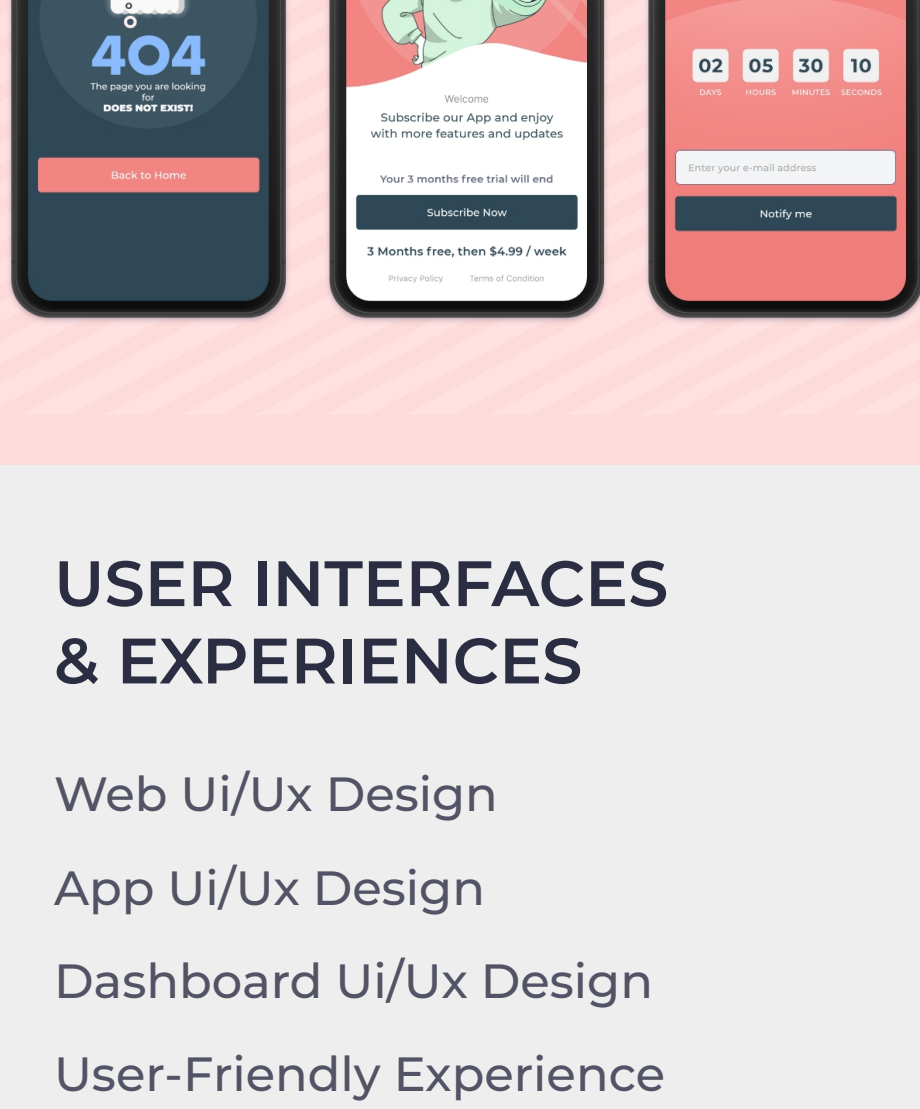 404
The page you are looking
for
DOES NOT EXIST!
Back to Home
Welcome
Subscribe our App and enjoy
with more features and updates
Your 3 months free trial will end
Subscribe Now
3 Months free, then $4.99 / week
Privacy Policy Terms of Condition
02 05 30 10
DAYS HOURS MINUTES SECONDS
Enter your e-mail address
Notify me
USER INTERFACES
& EXPERIENCES
Web Ui/Ux Design
App Ui/Ux Design
Dashboard Ui/Ux Design
User-Friendly Experience